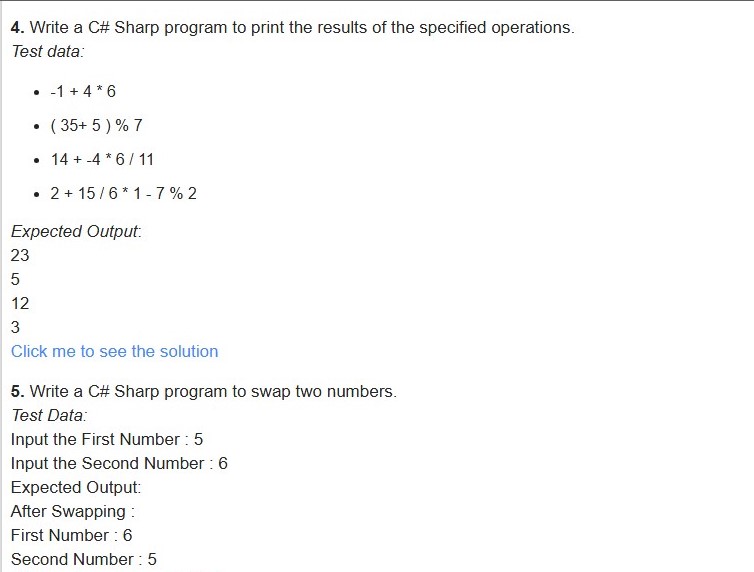 4. Write a C# Sharp program to print the results of the specified operations.
Test data:
• -1 + 4 * 6
• ( 35+ 5 ) % 7
• 14 + -4 * 6 / 11
• 2 + 15 / 6 * 1 - 7 % 2
Expected Output:
23
5
12
3
Click me to see the solution
5. Write a C# Sharp program to swap two numbers.
Test Data:
Input the First Number : 5
Input the Second Number : 6
Expected Output:
After Swapping :
First Number : 6
Second Number : 5